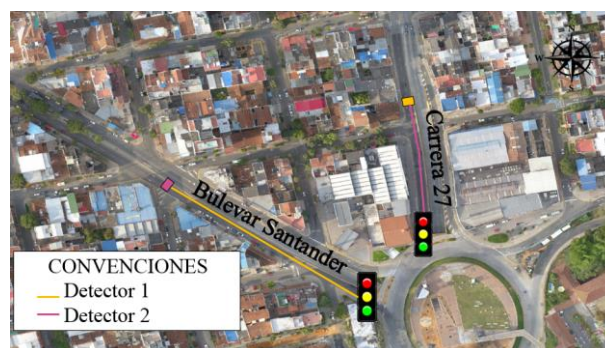 W
Carrera 27
Bulevar Santander
CONVENCIONES
Detector 1
Detector 2